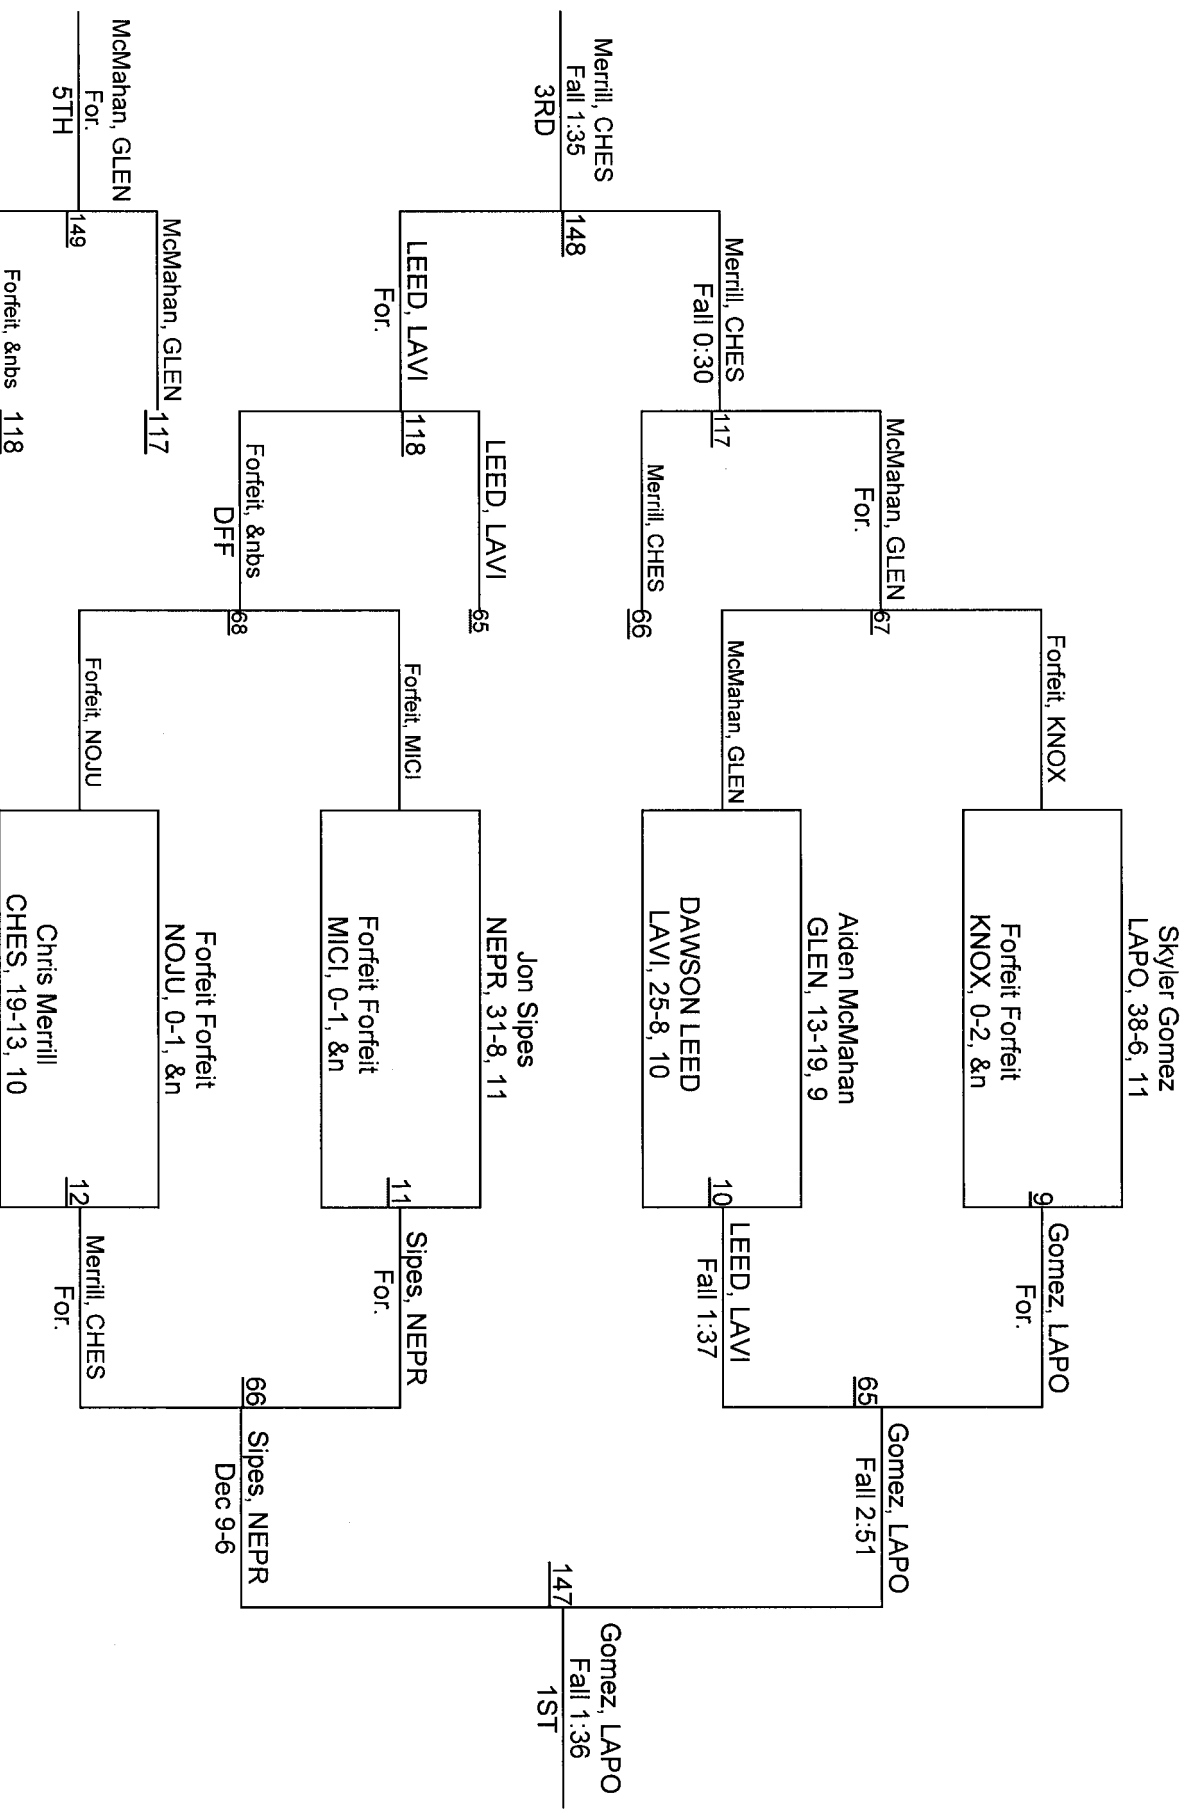 Skyler Gomez
LAPO, 38-6, 11
Forfeit Forfeit
KNOX, 0-2, &n
9
Gomez, LAPO
For.
Forfeit, KNOX
Aiden McMahan
GLEN, 13-19, 9
DAWSON LEED
LAVI, 25-8, 10
10
LEED, LAVI
Fall 1:37
McMahan, GLEN
65
Gomez, LAPO
Fall 2:51
67
McMahan, GLEN
For.
Merrill, CHES
66
117
Merrill, CHES
Fall 0:30
Jon Sipes
NEPR, 31-8, 11
Forfeit Forfeit
MICI, 0-1, &n
11
Sipes, NEPR
For.
Forfeit, MICI
Forfeit Forfeit
NOJU, 0-1, &n
Chris Merrill
CHES, 19-13, 10
12
Merrill, CHES
For.
Forfeit, NOJU
66
Sipes, NEPR
Dec 9-6
147
Gomez, LAPO
Fall 1:36
1ST
LEED, LAVI
65
68
Forfeit, &nbs
DFF
118
LEED, LAVI
For.
148
Merrill, CHES
Fall 1:35
3RD
McMahan, GLEN
117
Forfeit, &nbs
118
149
McMahan, GLEN
For.
5TH